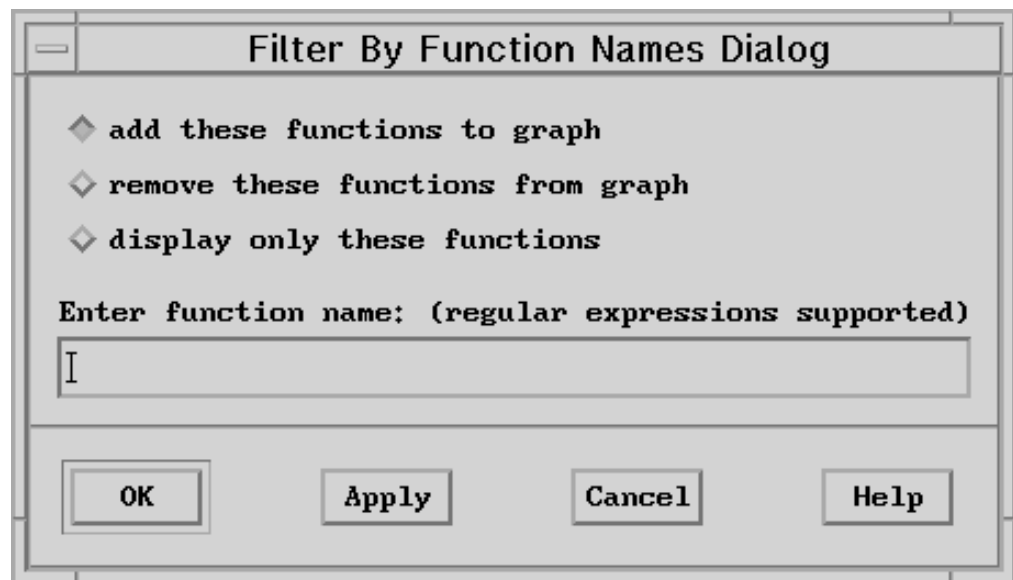 Filter By Function Names Dialog
add these functions to graph
remove these functions from graph
display only these functions
Enter function name: (regular expressions supported)
OK Apply Cancel Help